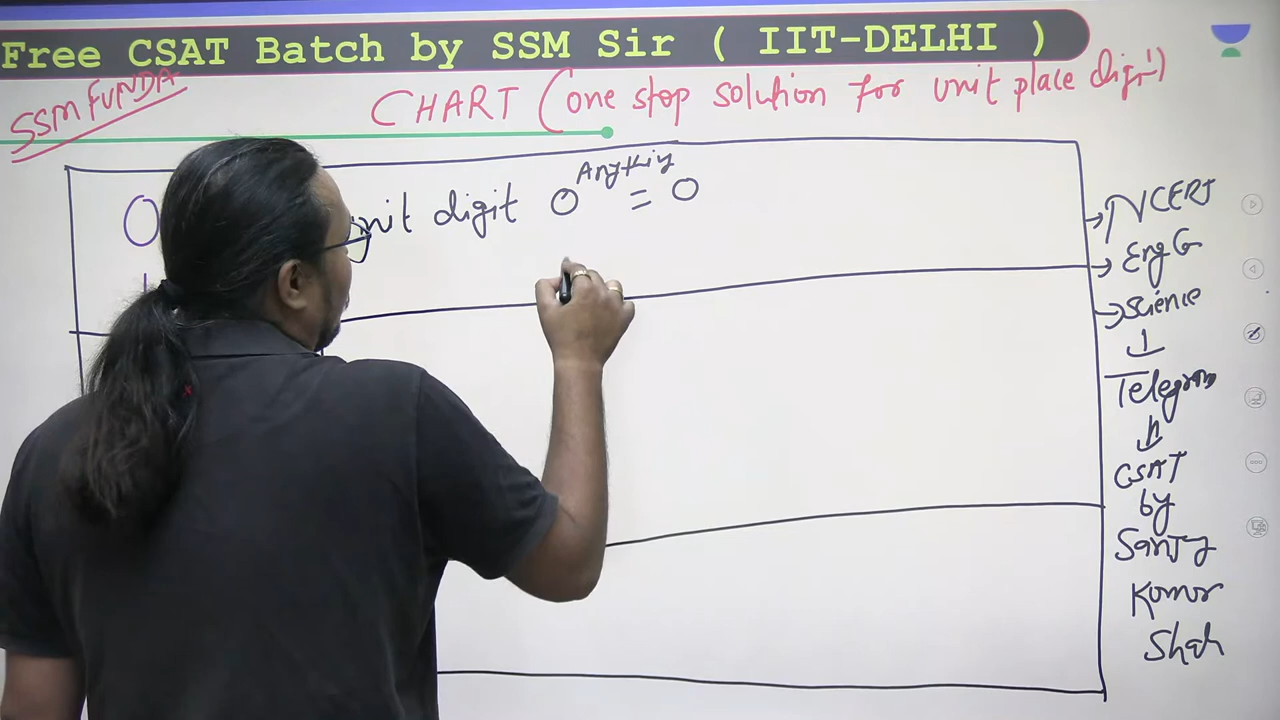 Free CSAT Batch by SSM Sir ( IIT-DELHI )
SSM FUNDA
CHART (one stop solution for unit place digit)
0
unit digit 0 Anything = 0
→ NCERT
→ Eng G
→ Science
Telegram
CSAT
by
Kumar
Shah